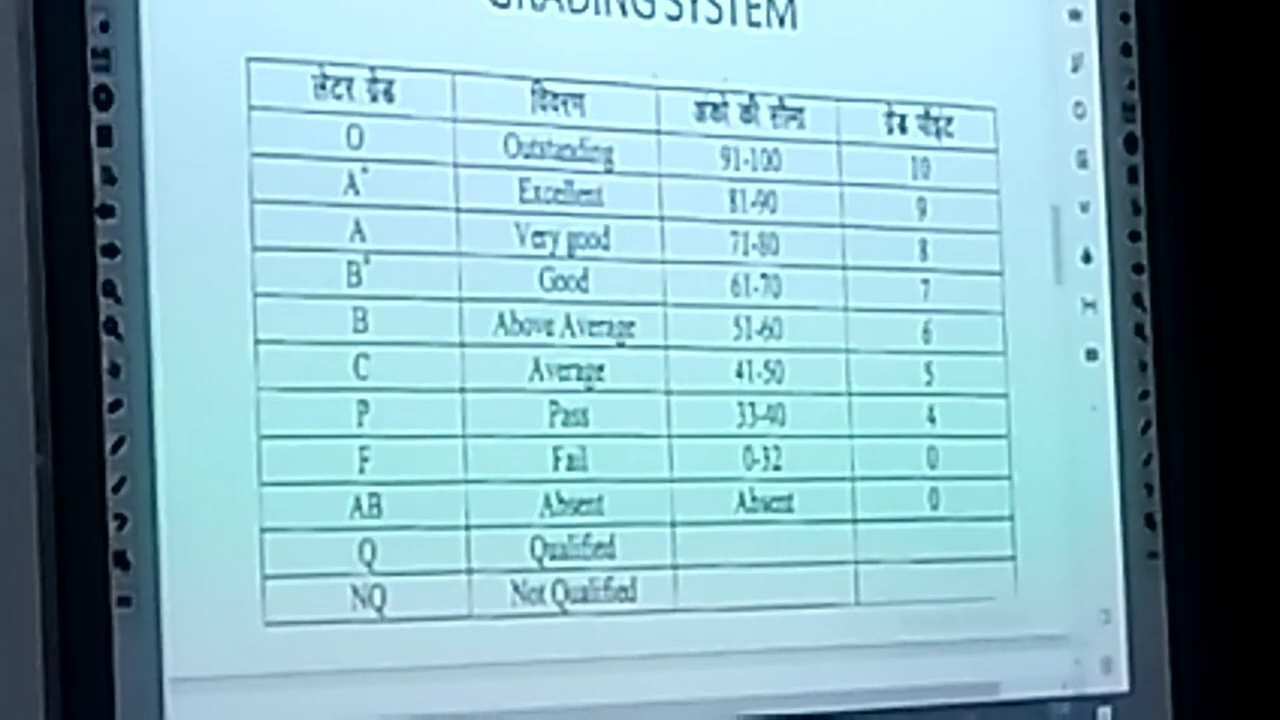 GRADING SYSTEM
लेटर ग्रेड विवरण अंकों की सीमा ग्रेड पॉइंट
O Outstanding 91-100 10
A+ Excellent 81-90 9
A Very good 71-80 8
B+ Good 61-70 7
B Above Average 51-60 6
C Average 41-50 5
P Pass 33-40 4
F Fail 0-32 0
AB Absent Absent 0
Q Qualified
NQ Not Qualified